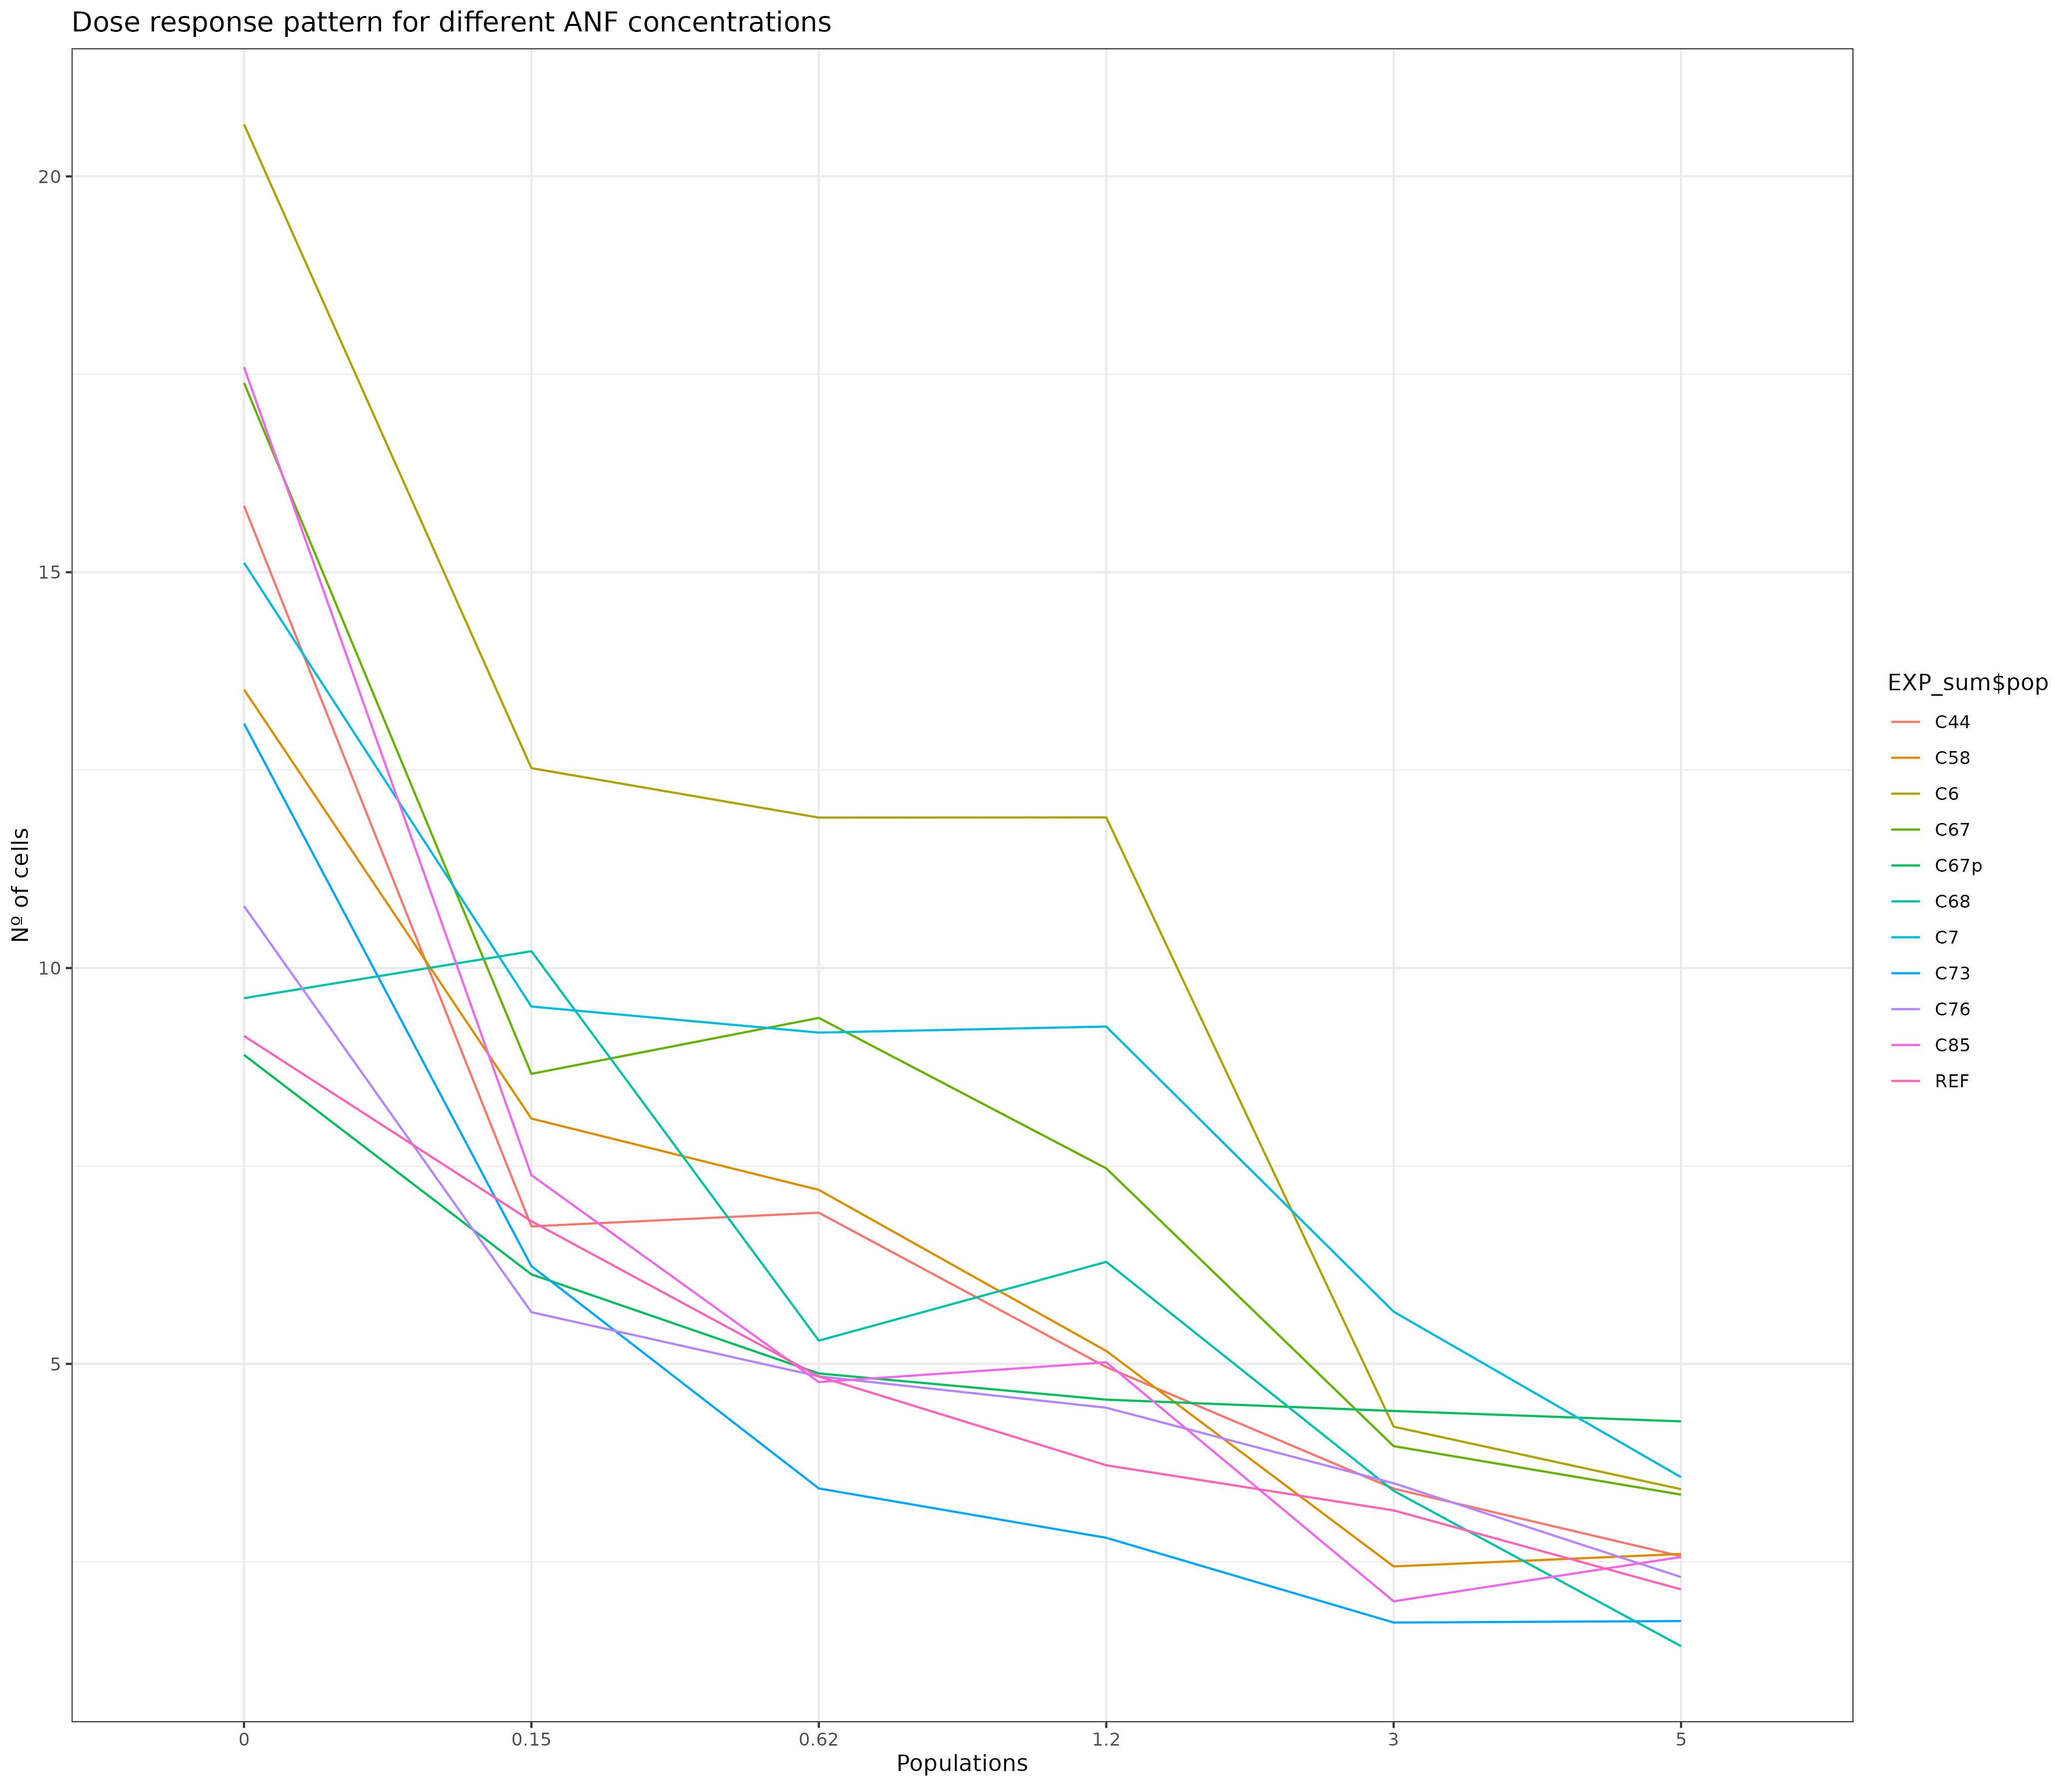 Dose response pattern for different ANF concentrations
20
15
10
5
Nº of cells
0 0.15 0.62 1.2 3 5
Populations
EXP_sum$pop
C44
C58
C6
C67
C67p
C68
C7
C73
C76
C85
REF